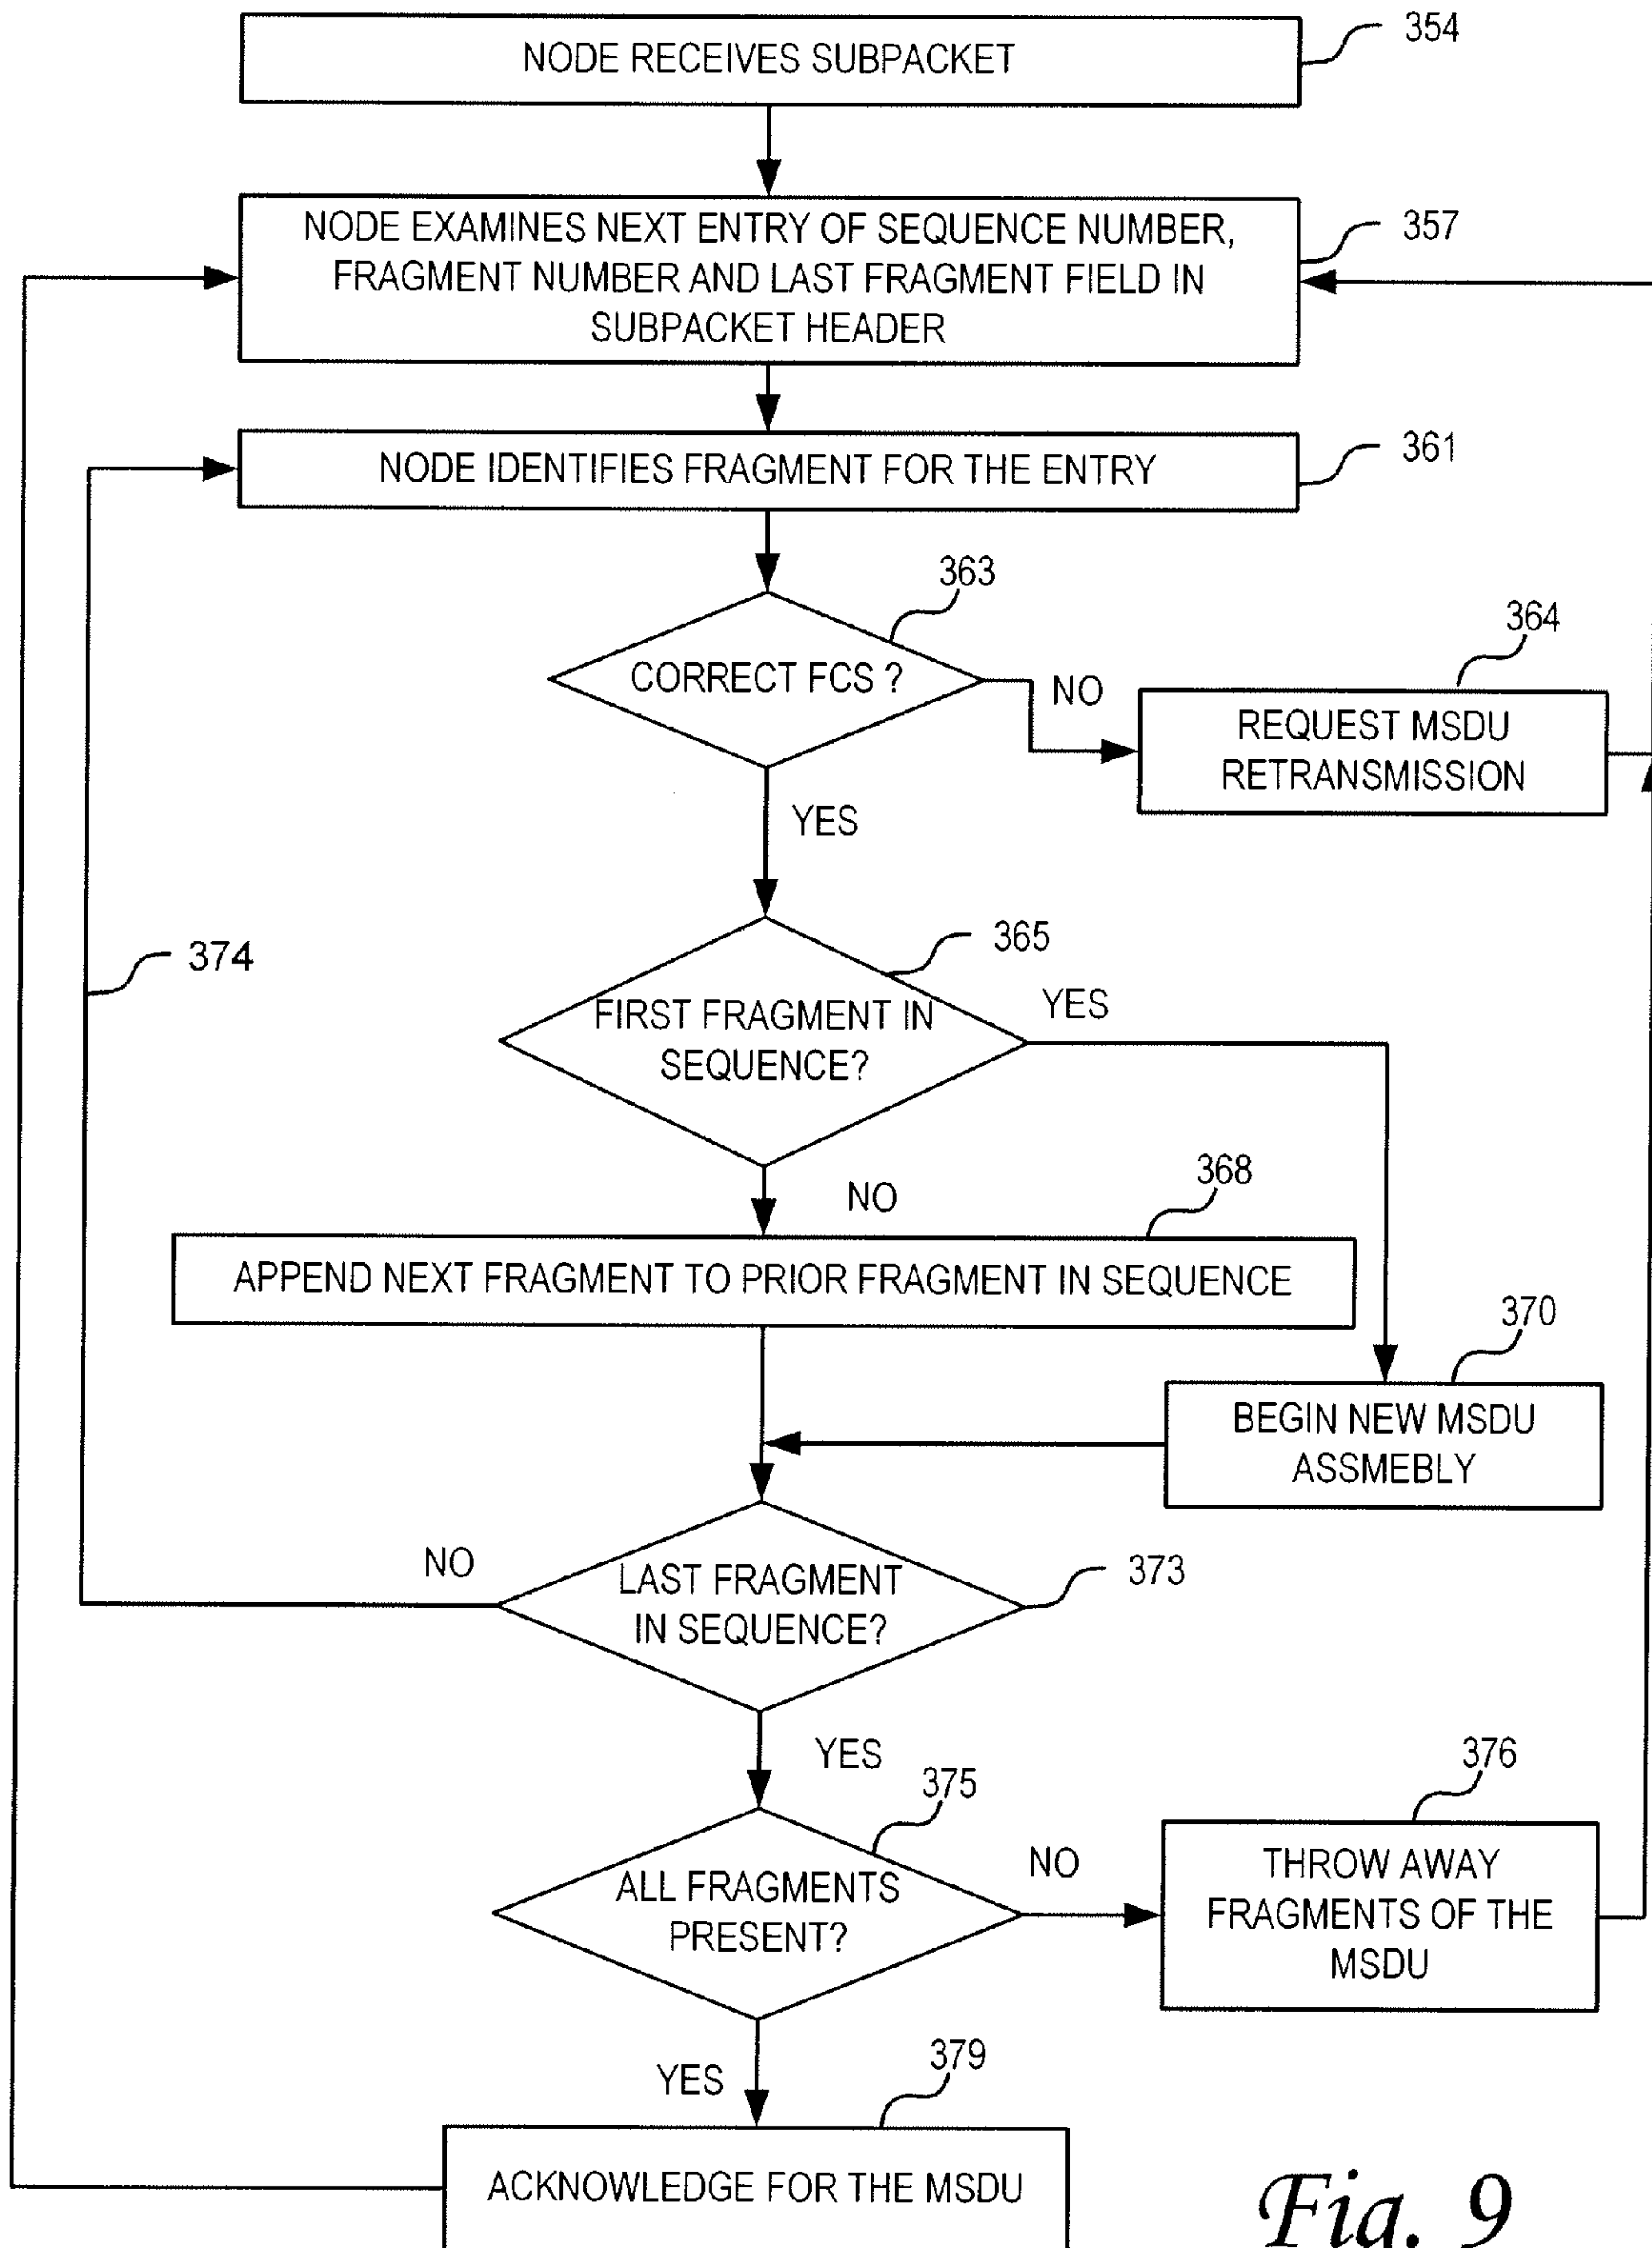 NODE RECEIVES SUBPACKET
354
NODE EXAMINES NEXT ENTRY OF SEQUENCE NUMBER,
FRAGMENT NUMBER AND LAST FRAGMENT FIELD IN
SUBPACKET HEADER
357
NODE IDENTIFIES FRAGMENT FOR THE ENTRY
361
363
CORRECT FCS ?
NO
364
REQUEST MSDU
RETRANSMISSION
YES
374
365
FIRST FRAGMENT IN
SEQUENCE?
YES
NO
368
APPEND NEXT FRAGMENT TO PRIOR FRAGMENT IN SEQUENCE
370
BEGIN NEW MSDU
ASSMEBLY
NO
LAST FRAGMENT
IN SEQUENCE?
373
YES
375
ALL FRAGMENTS
PRESENT?
NO
376
THROW AWAY
FRAGMENTS OF THE
MSDU
YES
379
ACKNOWLEDGE FOR THE MSDU
Fig. 9